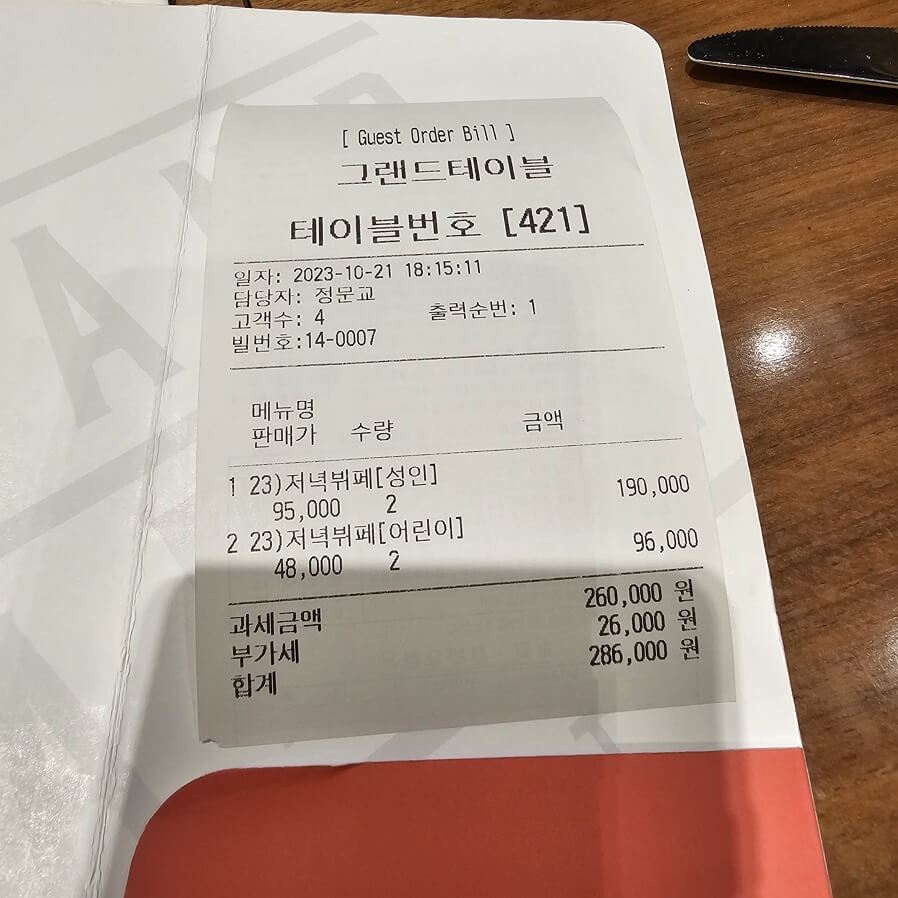 [ Guest Order Bill ]
그랜드테이블
테이블번호 [421]
일자: 2023-10-21 18:15:11
담당자: 정문교
고객수: 4 출력순번: 1
빌번호:14-0007
메뉴명
판매가 수량 금액
1 23)저녁뷔페[성인] 190,000
95,000 2
2 23)저녁뷔페[어린이] 96,000
48,000 2
과세금액 260,000 원
부가세 26,000 원
합계 286,000 원